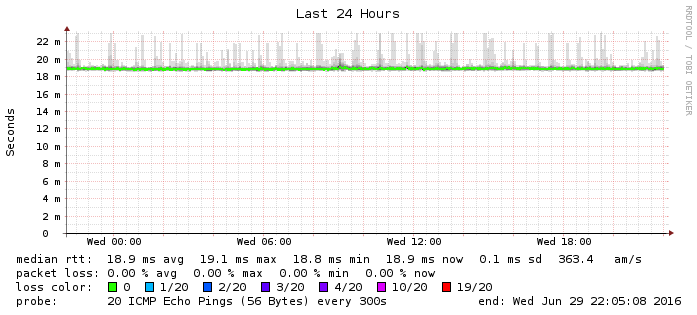 Last 24 Hours
RRDTOOL / TOBI OETIKER
Seconds
22 m
20 m
18 m
16 m
14 m
12 m
10 m
8 m
6 m
4 m
2 m
0
Wed 00:00 Wed 06:00 Wed 12:00 Wed 18:00
median rtt: 18.9 ms avg 19.1 ms max 18.8 ms min 18.9 ms now 0.1 ms sd 363.4 am/s
packet loss: 0.00 % avg 0.00 % max 0.00 % min 0.00 % now
loss color: 0 1/20 2/20 3/20 4/20 10/20 19/20
probe: 20 ICMP Echo Pings (56 Bytes) every 300s end: Wed Jun 29 22:05:08 2016